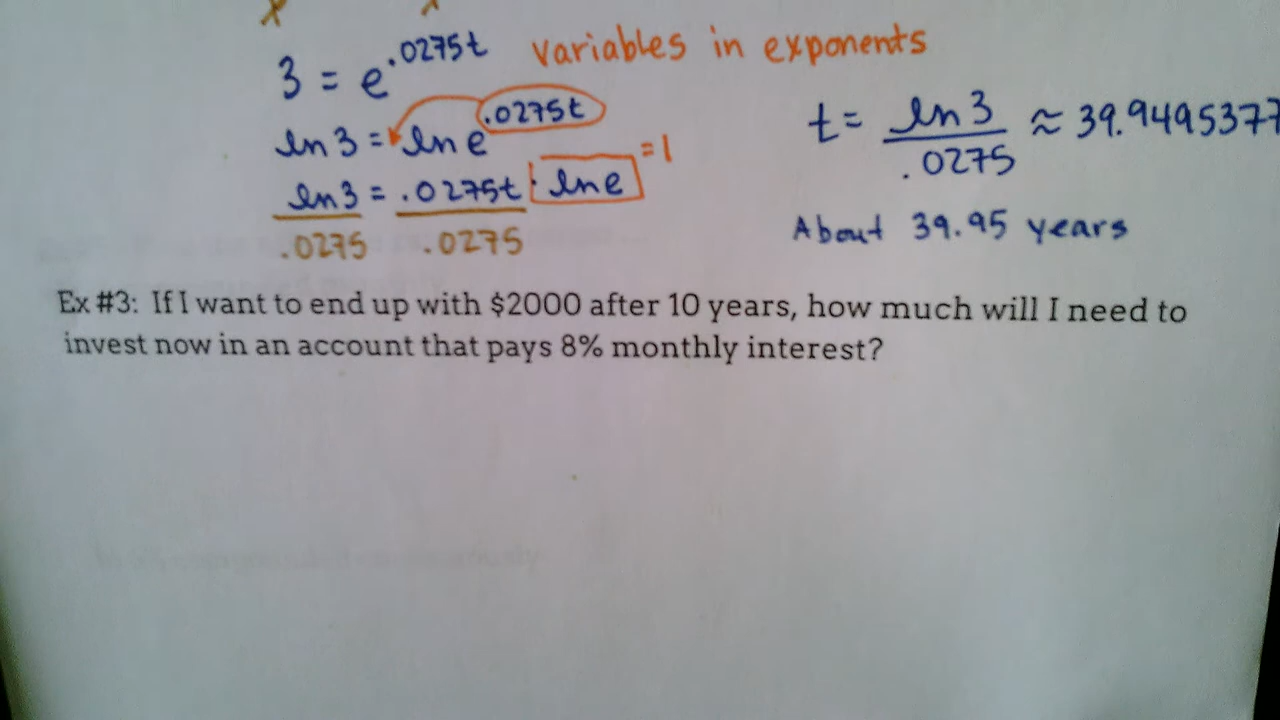 3 = e^.0275t variables in exponents
ln 3 = ln e^.0275t
ln 3 = .0275t · ln e = 1
.0275 .0275
t = ln 3 / .0275 ≈ 39.9495377
About 39.95 years
Ex #3: If I want to end up with $2000 after 10 years, how much will I need to
invest now in an account that pays 8% monthly interest?